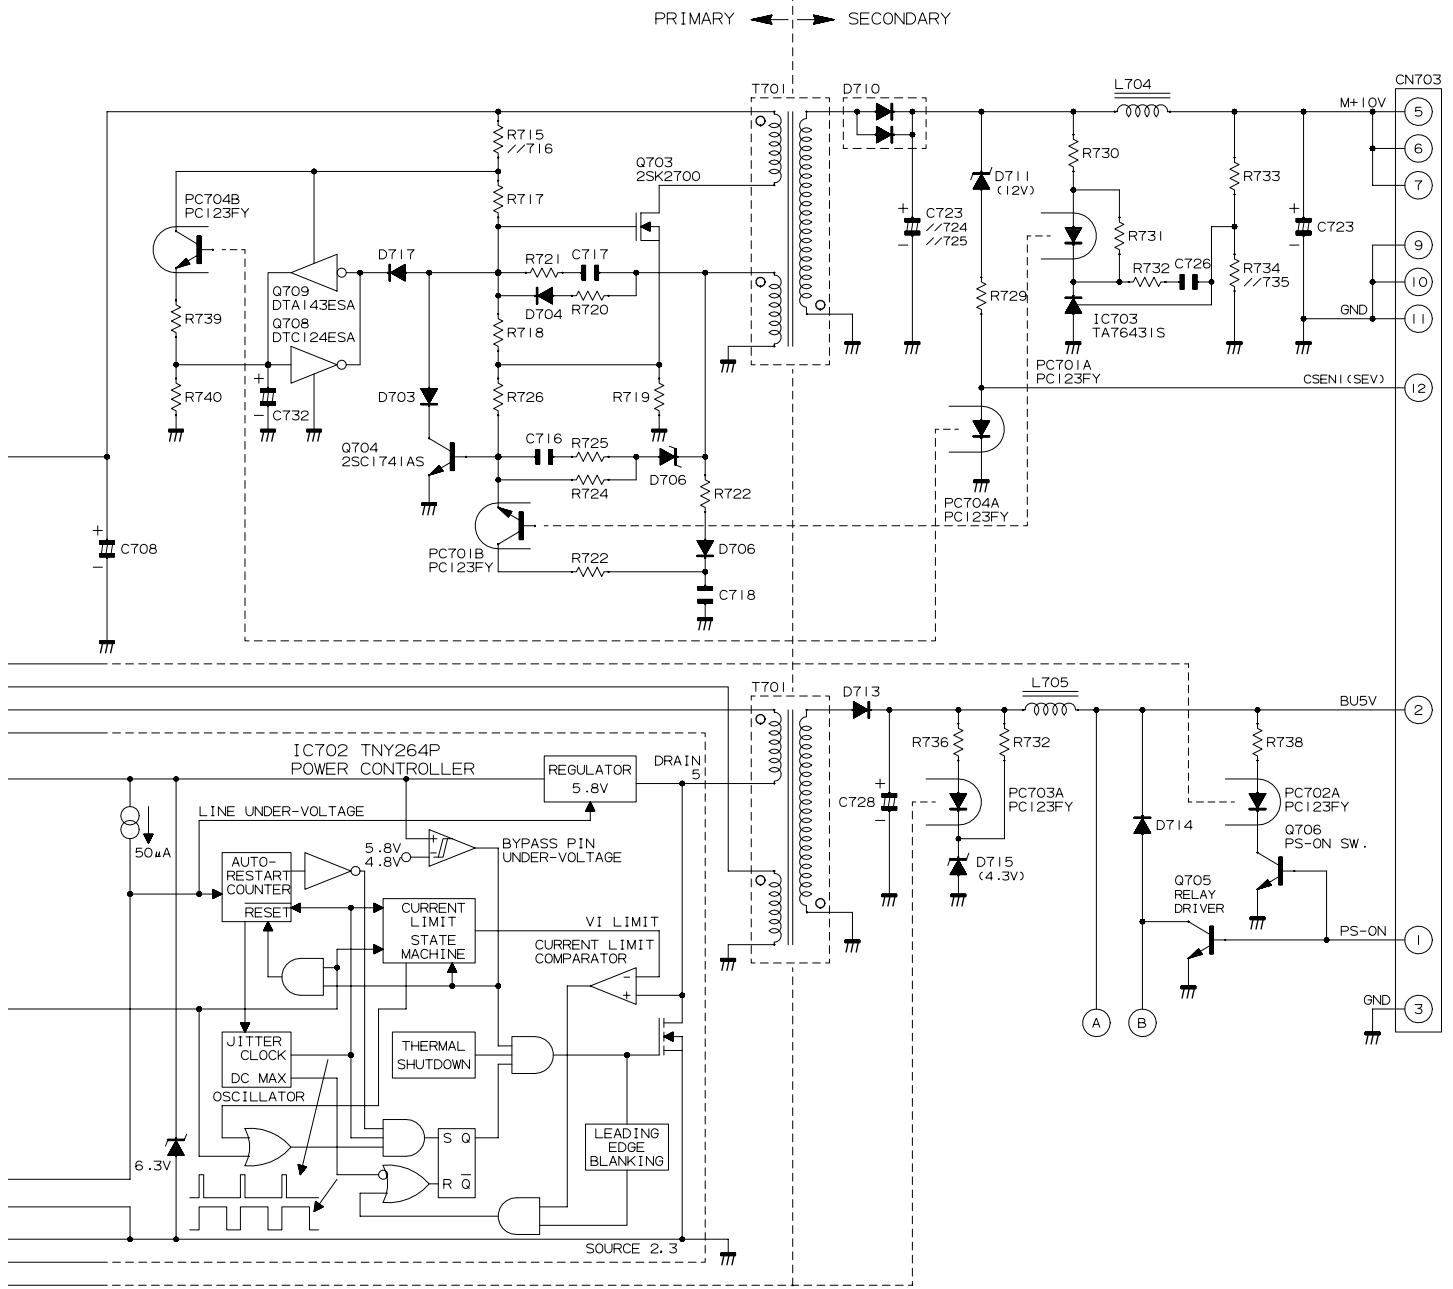 PRIMARY
SECONDARY
T701
D710
L704
CN703
M+10V
5
R715
//716
R730
6
Q703
2SK2700
D711
(12V)
R733
7
PC704B
PC123FY
R717
+
C723
//724
//725
-
R731
+
C723
-
9
D717
R721
C717
R732
C726
R734
//735
10
Q709
DTA143ESA
D704
R720
R729
IC703
TA76431S
GND
11
R739
Q708
DTC124ESA
R718
PC701A
PC123FY
CSEN1(SEV)
12
R740
+
-
C732
D703
R726
R719
Q704
2SC1741AS
C716
R725
D706
R724
R722
PC704A
PC123FY
+
C708
-
PC701B
PC123FY
R722
D706
C718
T701
D713
L705
BU5V
2
IC702 TNY264P
POWER CONTROLLER
REGULATOR
5.8V
DRAIN
5
R736
R732
R738
LINE UNDER-VOLTAGE
50uA
+
C728
-
PC703A
PC123FY
PC702A
PC123FY
5.8V
4.8V
+
-
BYPASS PIN
UNDER-VOLTAGE
D714
Q706
PS-ON SW.
AUTO-
RESTART
COUNTER
RESET
D715
(4.3V)
Q705
RELAY
DRIVER
CURRENT
LIMIT
STATE
MACHINE
VI LIMIT
CURRENT LIMIT
COMPARATOR
-
+
PS-ON
1
GND
3
A
B
JITTER
CLOCK
DC MAX
OSCILLATOR
THERMAL
SHUTDOWN
6.3V
S Q
R Q
LEADING
EDGE
BLANKING
SOURCE 2.3